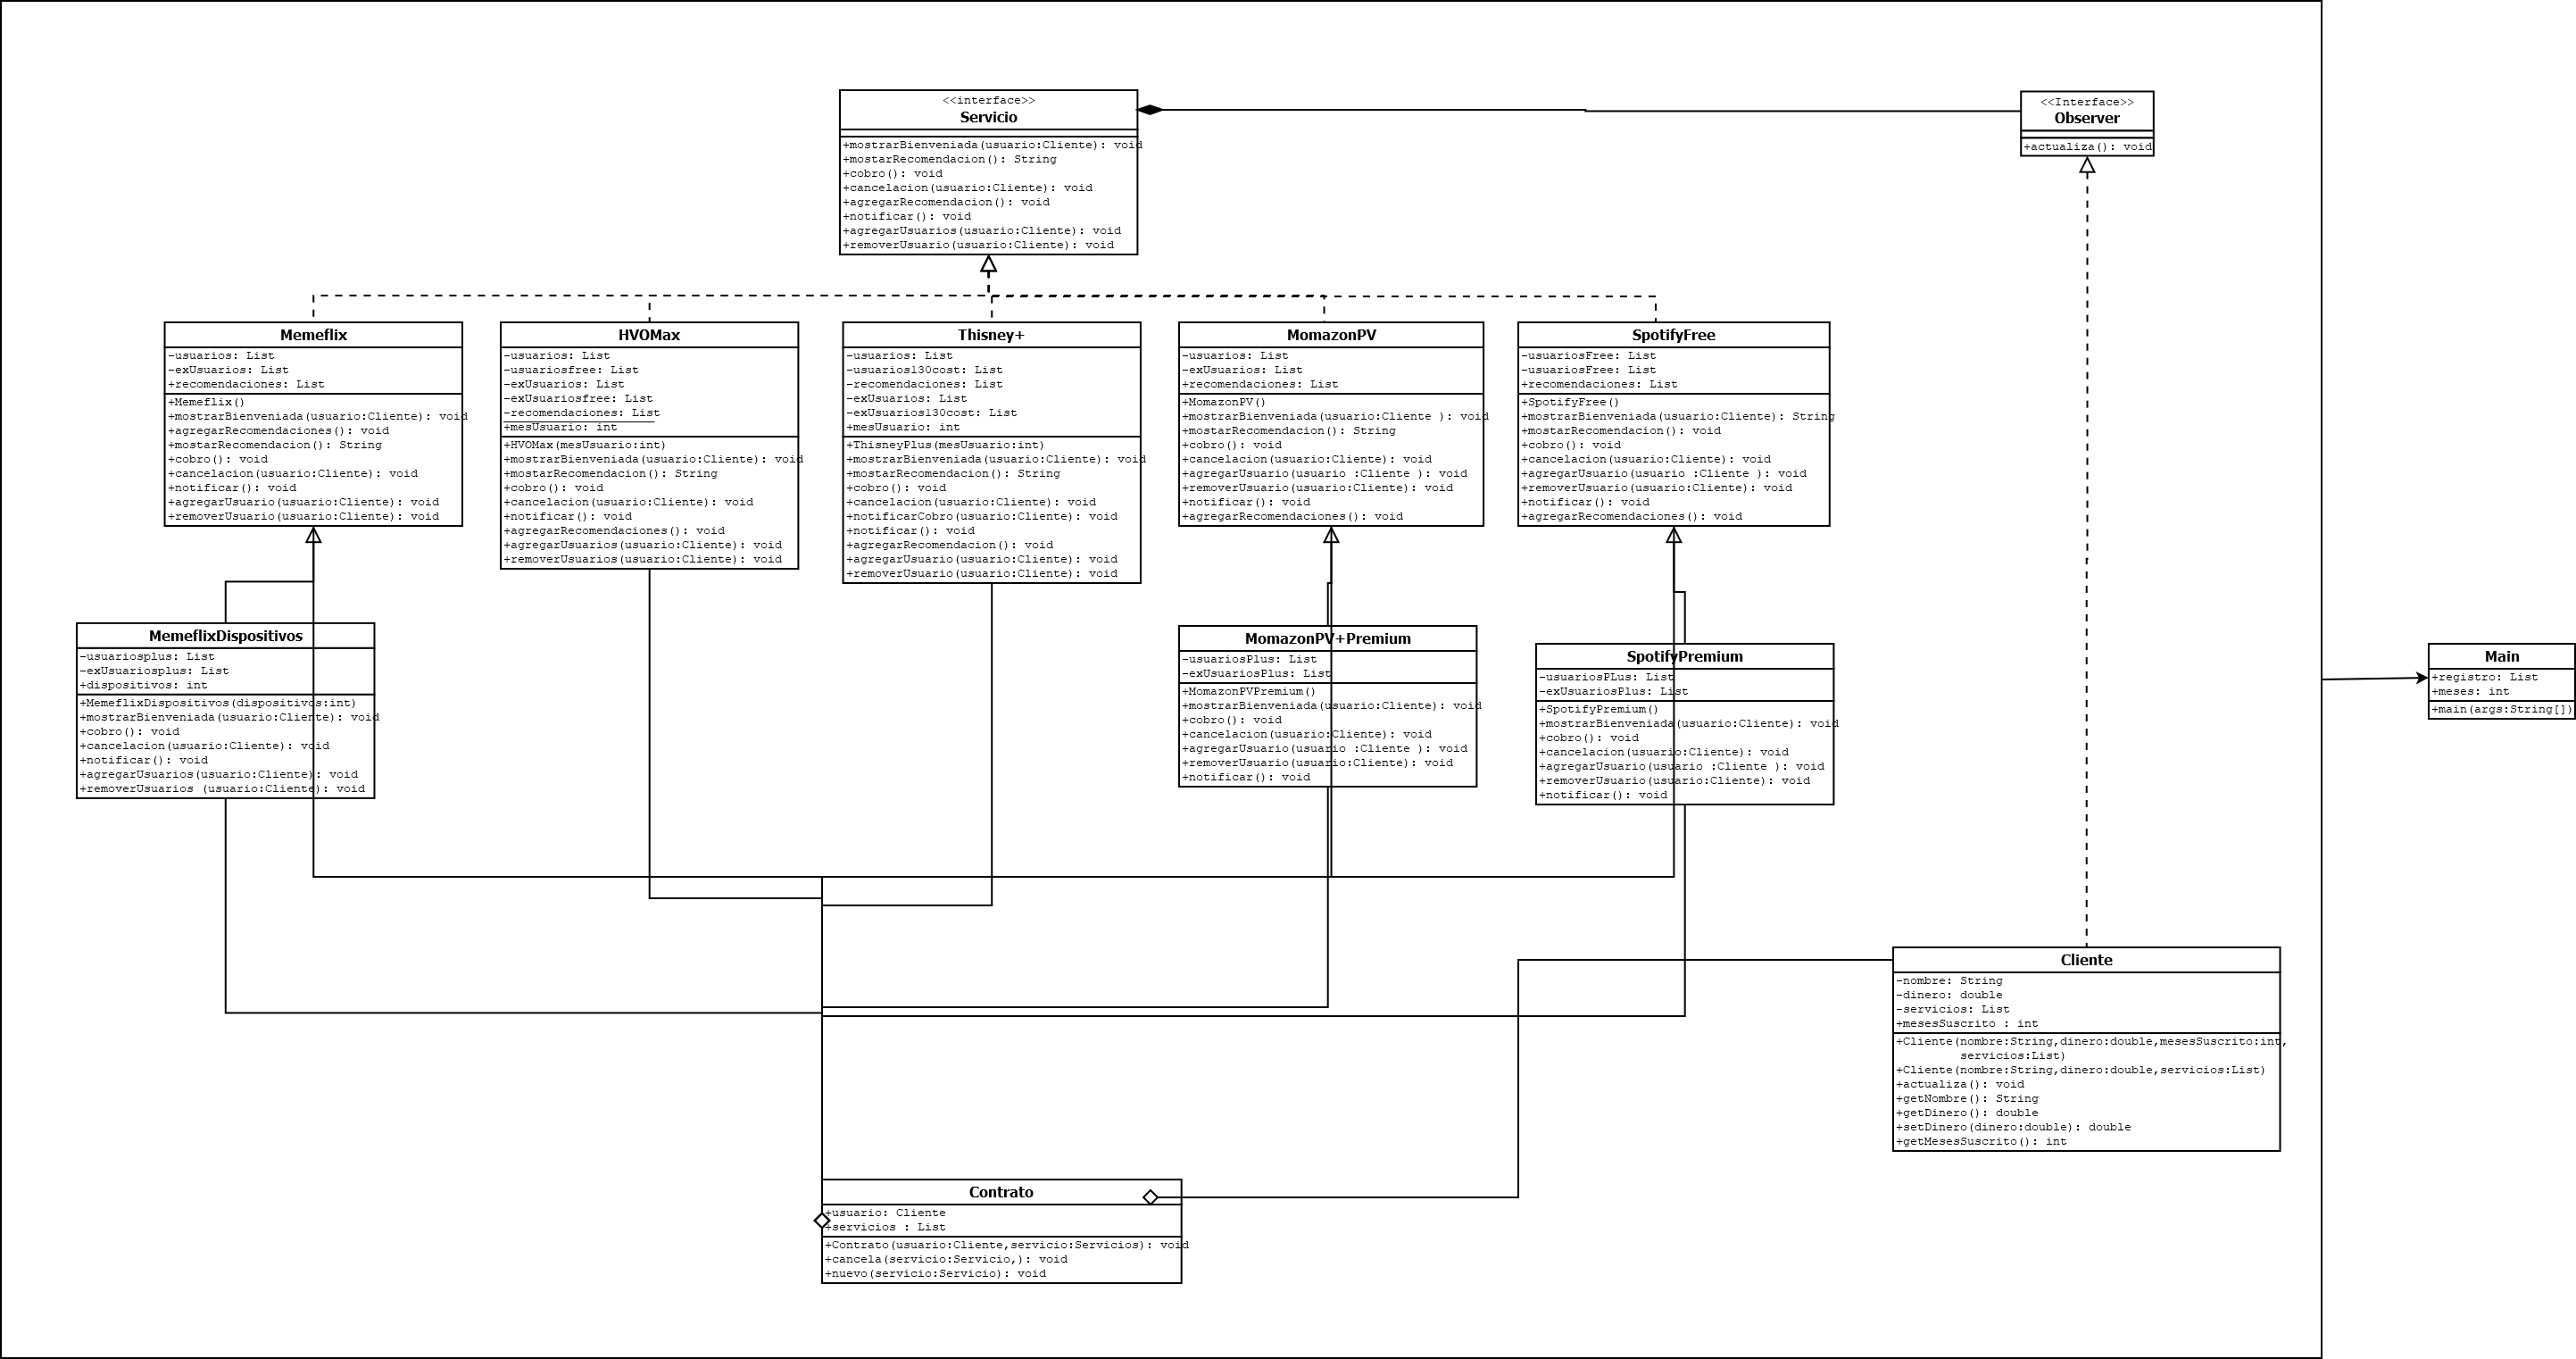 <<interface>>
Servicio
+mostrarBienveniada(usuario:Cliente): void
+mostarRecomendacion(): String
+cobro(): void
+cancelacion(usuario:Cliente): void
+agregarRecomendacion(): void
+notificar(): void
+agregarUsuarios(usuario:Cliente): void
+removerUsuario(usuario:Cliente): void
<<Interface>>
Observer
+actualiza(): void
Memeflix
-usuarios: List
-exUsuarios: List
+recomendaciones: List
+Memeflix()
+mostrarBienveniada(usuario:Cliente): void
+agregarRecomendaciones(): void
+mostarRecomendacion(): String
+cobro(): void
+cancelacion(usuario:Cliente): void
+notificar(): void
+agregarUsuario(usuario:Cliente): void
+removerUsuario(usuario:Cliente): void
HVOMax
-usuarios: List
-usuariosfree: List
-exUsuarios: List
-exUsuariosfree: List
-recomendaciones: List
+mesUsuario: int
+HVOMax(mesUsuario:int)
+mostrarBienveniada(usuario:Cliente): void
+mostarRecomendacion(): String
+cobro(): void
+cancelacion(usuario:Cliente): void
+notificar(): void
+agregarRecomendaciones(): void
+agregarUsuarios(usuario:Cliente): void
+removerUsuarios(usuario:Cliente): void
Thisney+
-usuarios: List
-usuarios130cost: List
-recomendaciones: List
-exUsuarios: List
-exUsuarios130cost: List
+mesUsuario: int
+ThisneyPlus(mesUsuario:int)
+mostrarBienveniada(usuario:Cliente): void
+mostarRecomendacion(): String
+cobro(): void
+cancelacion(usuario:Cliente): void
+notificarCobro(usuario:Cliente): void
+notificar(): void
+agregarRecomendacion(): void
+agregarUsuario(usuario:Cliente): void
+removerUsuario(usuario:Cliente): void
MomazonPV
-usuarios: List
-exUsuarios: List
+recomendaciones: List
+MomazonPV()
+mostrarBienveniada(usuario:Cliente ): void
+mostarRecomendacion(): String
+cobro(): void
+cancelacion(usuario:Cliente): void
+agregarUsuario(usuario :Cliente ): void
+removerUsuario(usuario:Cliente): void
+notificar(): void
+agregarRecomendaciones(): void
SpotifyFree
-usuariosFree: List
-usuariosFree: List
+recomendaciones: List
+SpotifyFree()
+mostrarBienveniada(usuario:Cliente): String
+mostarRecomendacion(): void
+cobro(): void
+cancelacion(usuario:Cliente): void
+agregarUsuario(usuario :Cliente ): void
+removerUsuario(usuario:Cliente): void
+notificar(): void
+agregarRecomendaciones(): void
MemeflixDispositivos
-usuariosplus: List
-exUsuariosplus: List
+dispositivos: int
+MemeflixDispositivos(dispositivos:int)
+mostrarBienveniada(usuario:Cliente): void
+cobro(): void
+cancelacion(usuario:Cliente): void
+notificar(): void
+agregarUsuarios(usuario:Cliente): void
+removerUsuarios (usuario:Cliente): void
MomazonPV+Premium
-usuariosPlus: List
-exUsuariosPlus: List
+MomazonPVPremium()
+mostrarBienveniada(usuario:Cliente): void
+cobro(): void
+cancelacion(usuario:Cliente): void
+agregarUsuario(usuario :Cliente ): void
+removerUsuario(usuario:Cliente): void
+notificar(): void
SpotifyPremium
-usuariosPLus: List
-exUsuariosPlus: List
+SpotifyPremium()
+mostrarBienveniada(usuario:Cliente): void
+cobro(): void
+cancelacion(usuario:Cliente): void
+agregarUsuario(usuario :Cliente ): void
+removerUsuario(usuario:Cliente): void
+notificar(): void
Main
+registro: List
+meses: int
+main(args:String[])
Cliente
-nombre: String
-dinero: double
-servicios: List
+mesesSuscrito : int
+Cliente(nombre:String,dinero:double,mesesSuscrito:int,
servicios:List)
+Cliente(nombre:String,dinero:double,servicios:List)
+actualiza(): void
+getNombre(): String
+getDinero(): double
+setDinero(dinero:double): double
+getMesesSuscrito(): int
Contrato
+usuario: Cliente
+servicios : List
+Contrato(usuario:Cliente,servicio:Servicios): void
+cancela(servicio:Servicio,): void
+nuevo(servicio:Servicio): void